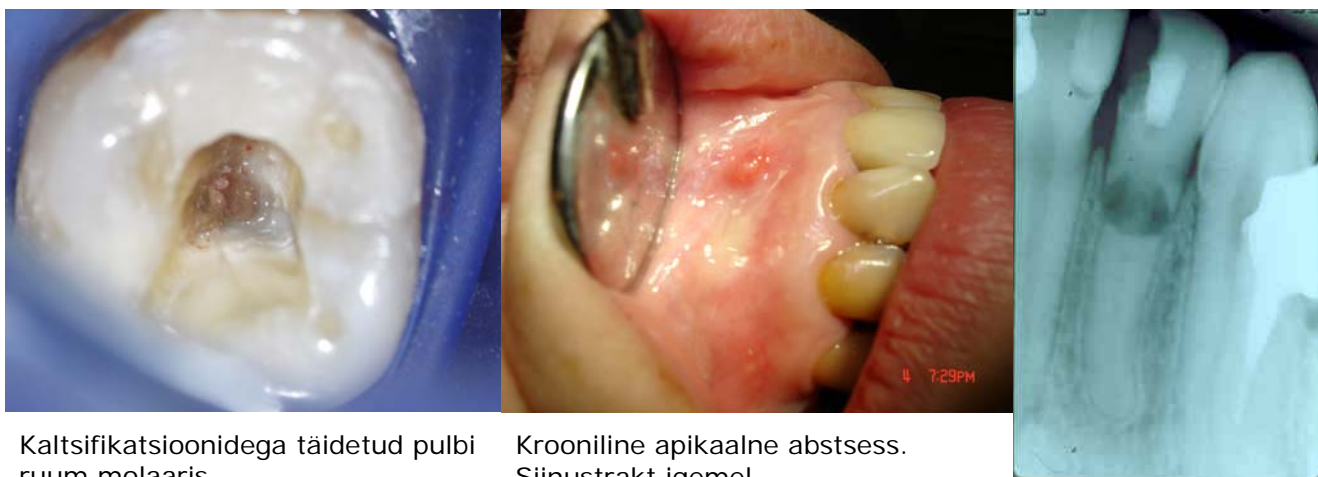 4 7:29PM
Kaltsifikatsioonidega täidetud pulbi
ruum molaaris
Krooniline apikaalne abstsess.
Siinustrakt igemel